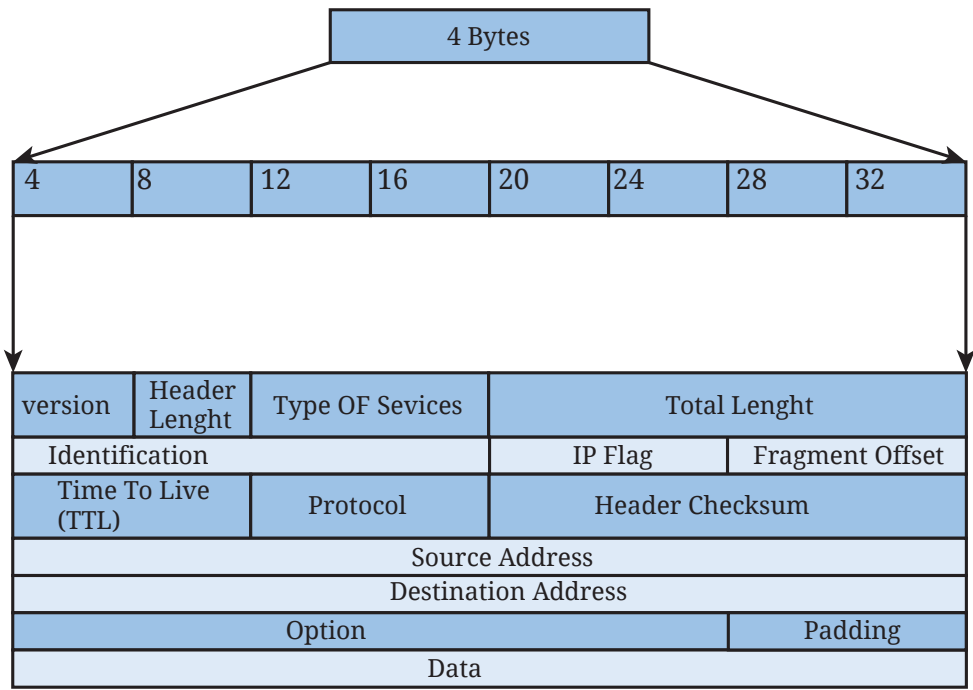 4 Bytes
4 8 12 16 20 24 28 32
version Header Lenght Type OF Sevices Total Lenght
Identification IP Flag Fragment Offset
Time To Live (TTL) Protocol Header Checksum
Source Address
Destination Address
Option Padding
Data